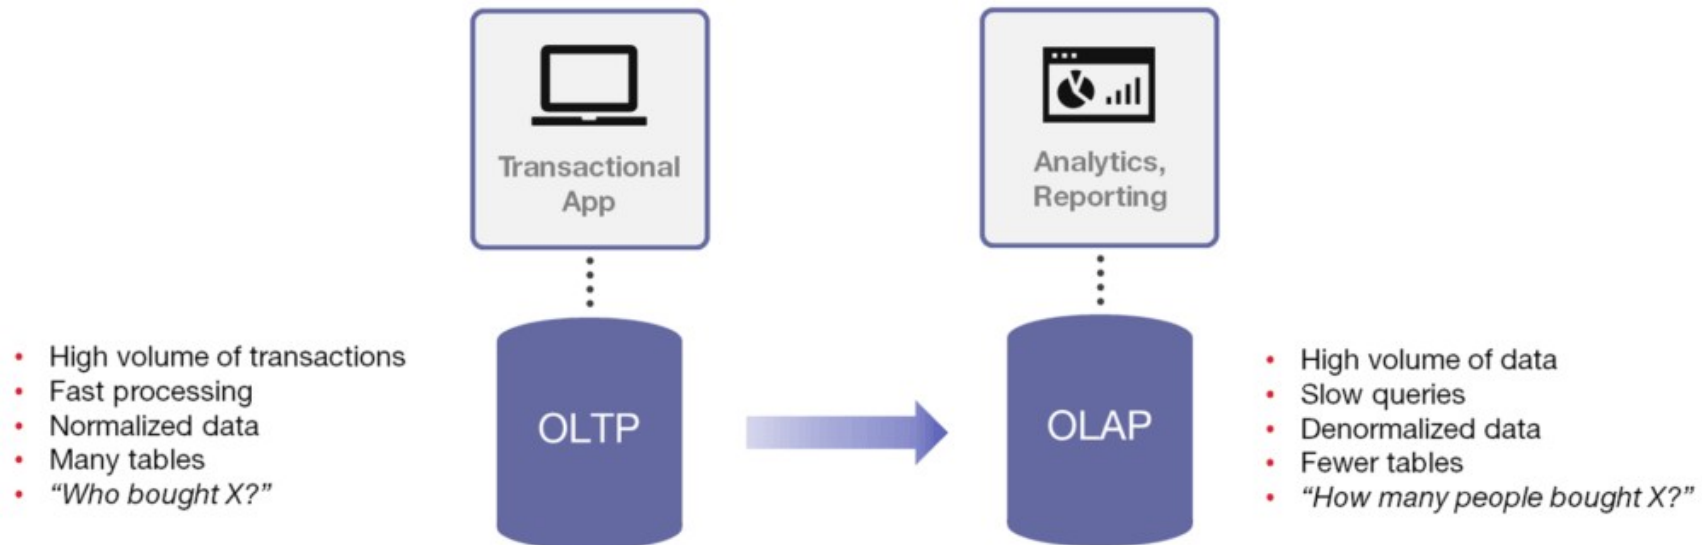 Transactional
App
Analytics,
Reporting
• High volume of transactions
• Fast processing
• Normalized data
• Many tables
• “Who bought X?”
OLTP
OLAP
• High volume of data
• Slow queries
• Denormalized data
• Fewer tables
• “How many people bought X?”